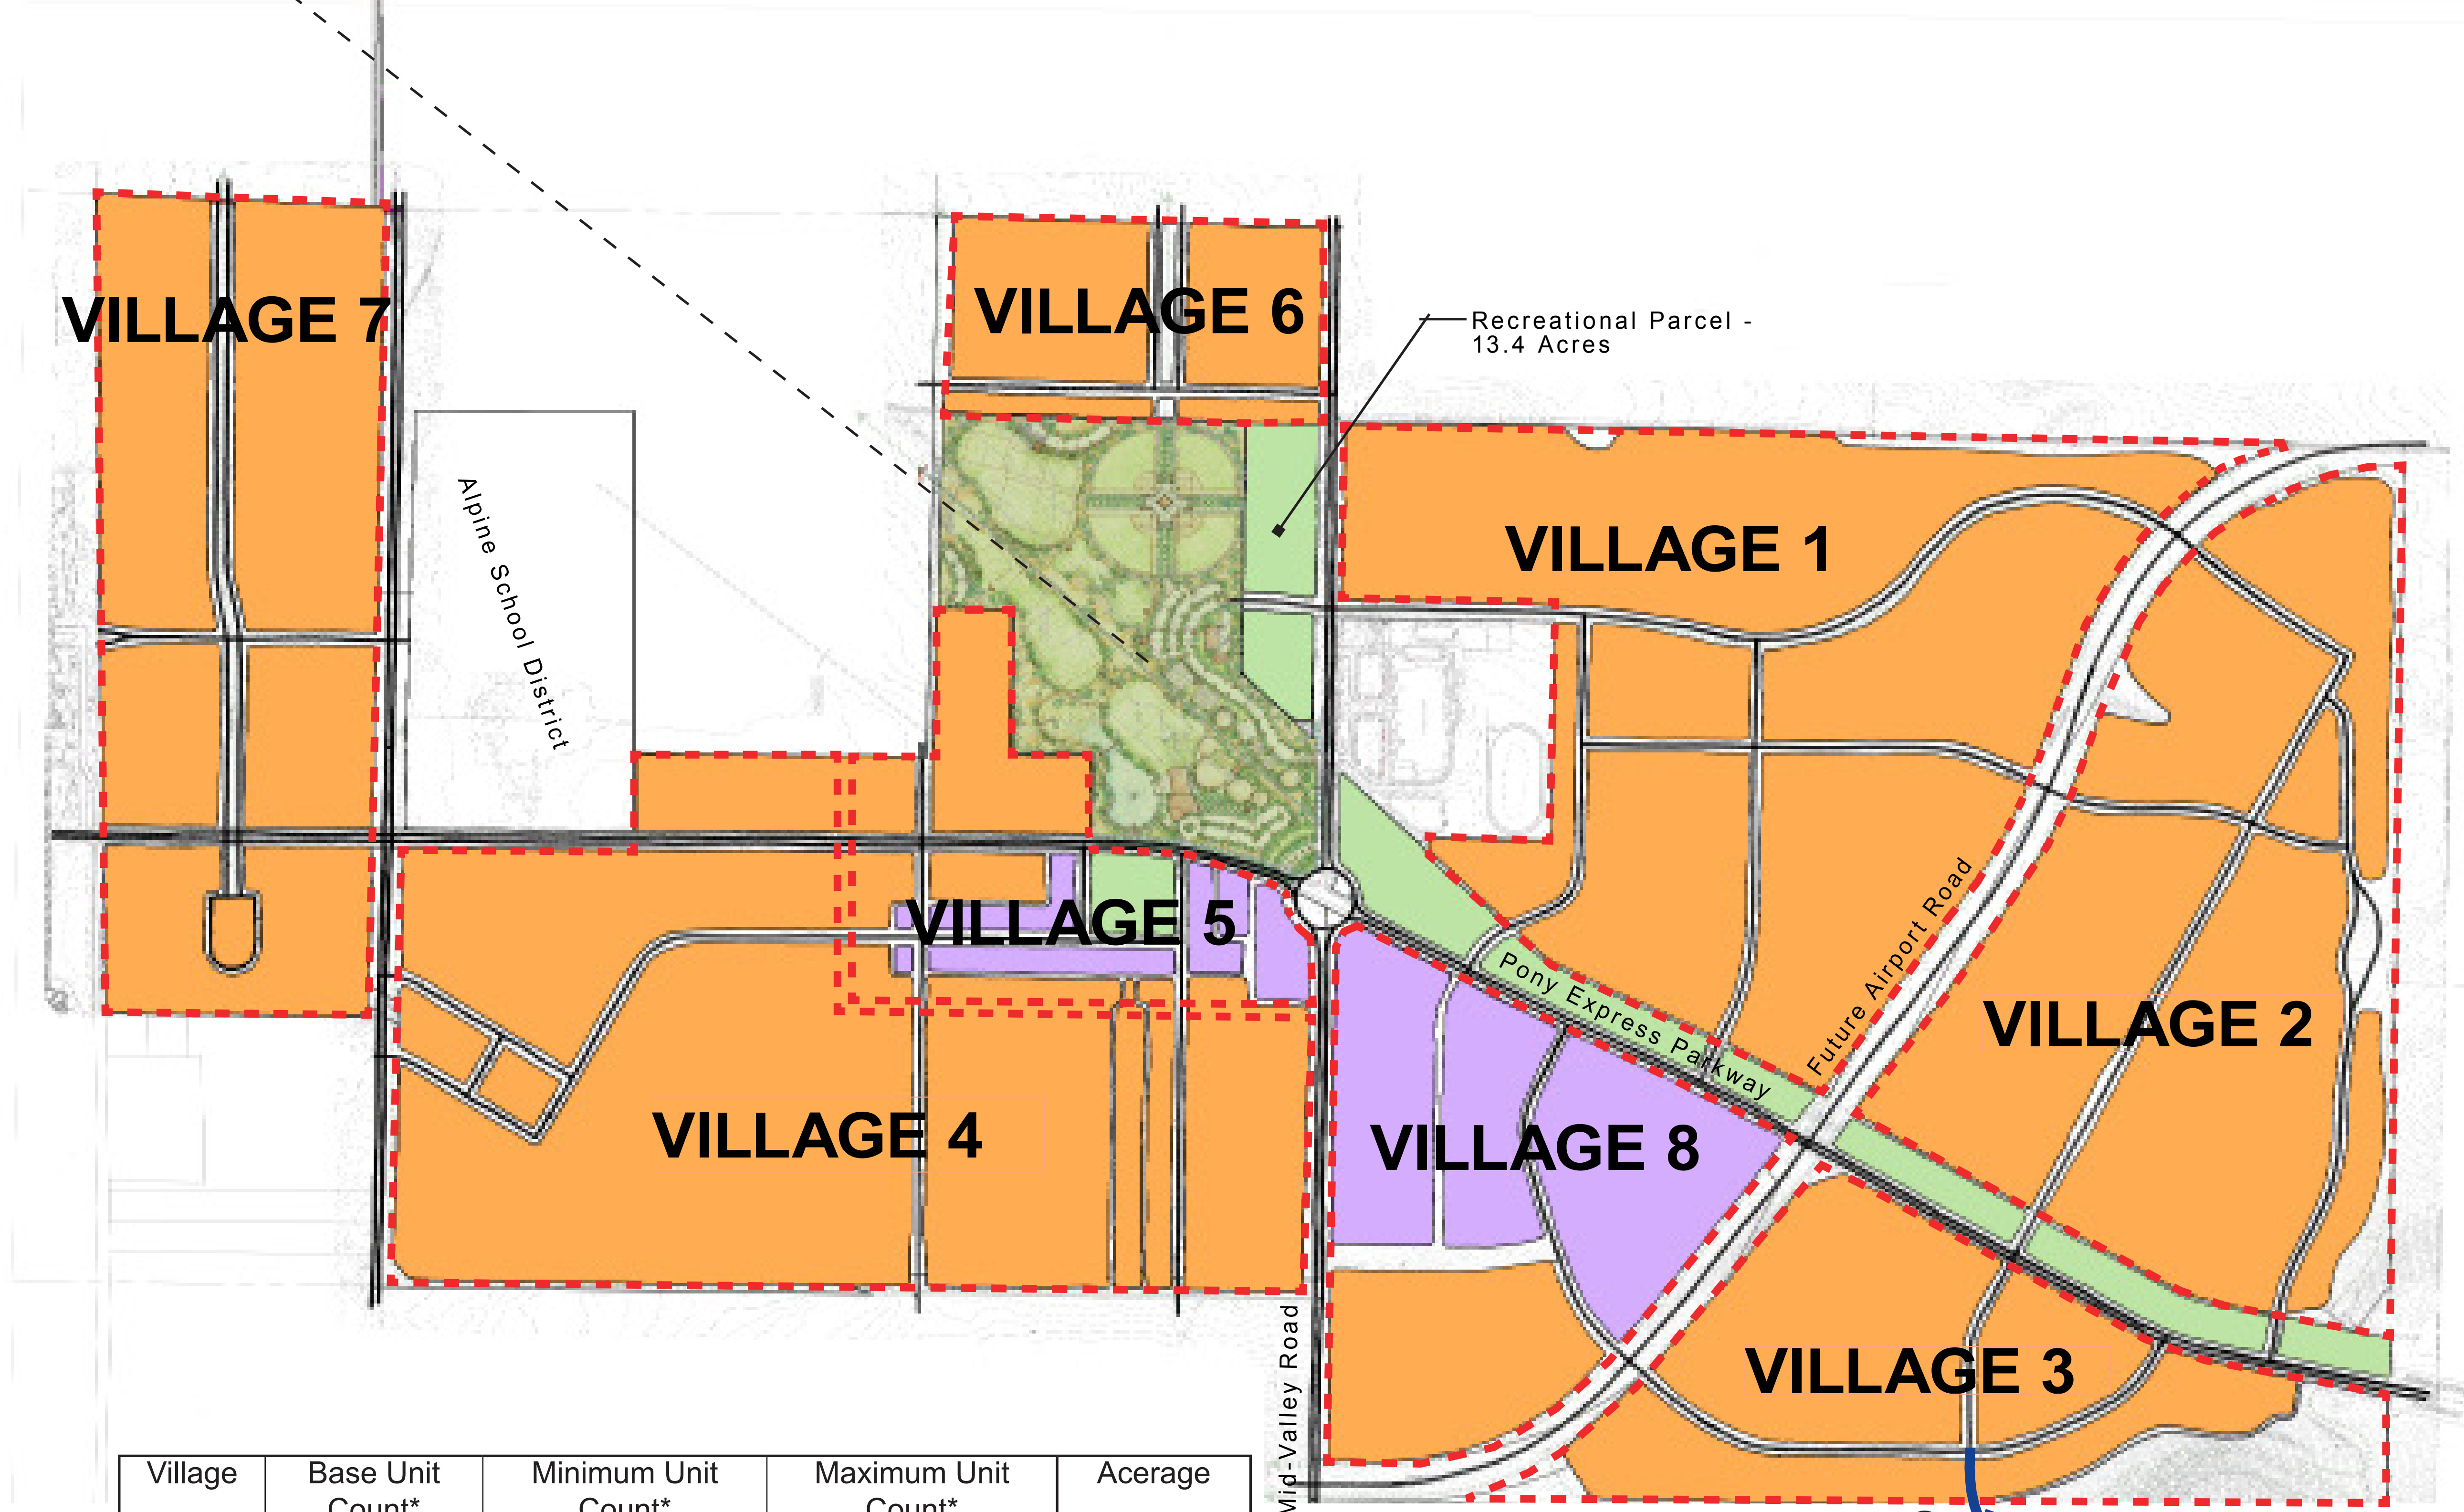 VILLAGE 7
VILLAGE 6
Recreational Parcel -
13.4 Acres
Alpine School District
VILLAGE 1
VILLAGE 5
Pony Express Parkway
Future Airport Road
VILLAGE 2
VILLAGE 4
VILLAGE 8
Mid-Valley Road
VILLAGE 3
Village Base Unit Minimum Unit Maximum Unit Acerage
Count* Count* Count*